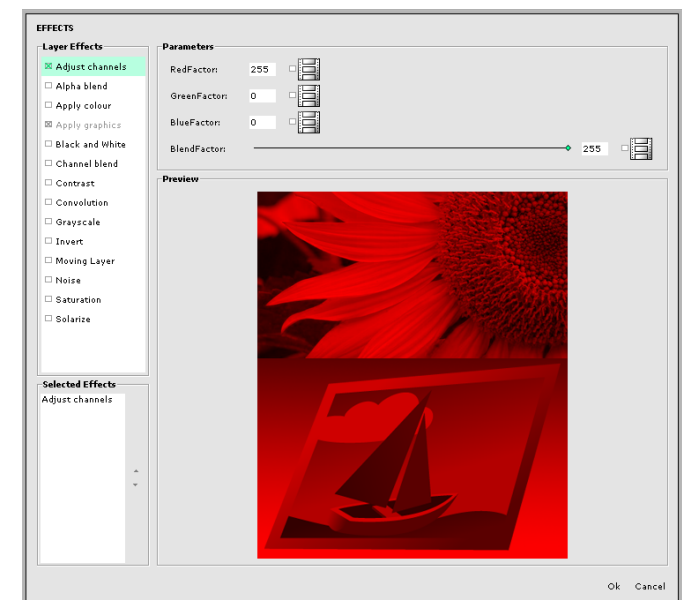 EFFECTS
Layer Effects
Adjust channels
Alpha blend
Apply colour
Apply graphics
Black and White
Channel blend
Contrast
Convolution
Grayscale
Invert
Moving Layer
Noise
Saturation
Solarize
Selected Effects
Adjust channels
Parameters
RedFactor: 255
GreenFactor: 0
BlueFactor: 0
BlendFactor: 255
Preview
Ok Cancel